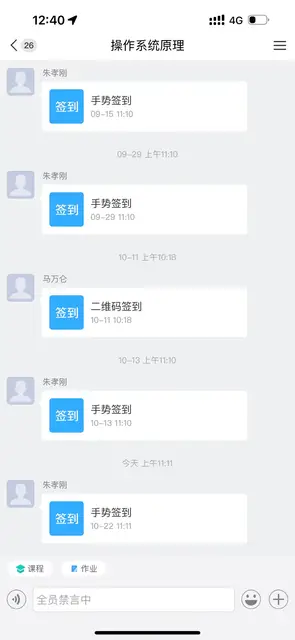 12:40
4G
26
操作系统原理
朱孝刚
签到
手势签到
09-15 11:10
09-29 上午11:10
朱孝刚
签到
手势签到
09-29 11:10
10-11 上午10:18
马万仑
签到
二维码签到
10-11 10:18
10-13 上午11:10
朱孝刚
签到
手势签到
10-13 11:10
今天 上午11:11
朱孝刚
签到
手势签到
10-22 11:11
课程
作业
全员禁言中